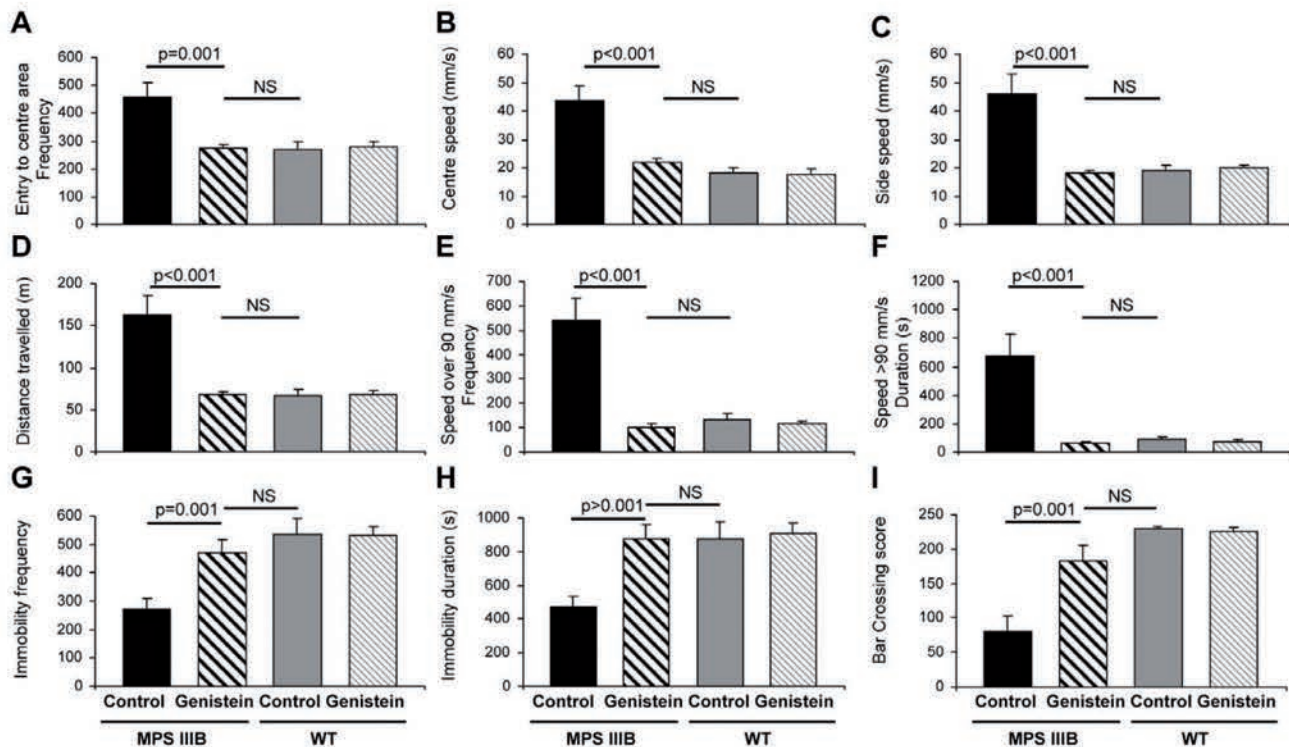 A
Entry to centre area
Frequency
600
500
400
300
200
100
0
p=0.001
NS
B
Centre speed (mm/s)
60
50
40
30
20
10
0
p<0.001
NS
C
Side speed (mm/s)
60
50
40
30
20
10
0
p<0.001
NS
D
Distance travelled (m)
200
150
100
50
0
p<0.001
NS
E
Speed over 90 mm/s
Frequency
700
600
500
400
300
200
100
0
p<0.001
NS
F
Speed >90 mm/s
Duration (s)
1200
1000
800
600
400
200
0
p<0.001
NS
G
Immobility frequency
600
500
400
300
200
100
0
p=0.001
NS
Control Genistein Control Genistein
MPS IIIB WT
H
Immobility duration (s)
1000
800
600
400
200
0
p>0.001
NS
Control Genistein Control Genistein
MPS IIIB WT
I
Bar Crossing score
250
200
150
100
50
0
p=0.001
NS
Control Genistein Control Genistein
MPS IIIB WT